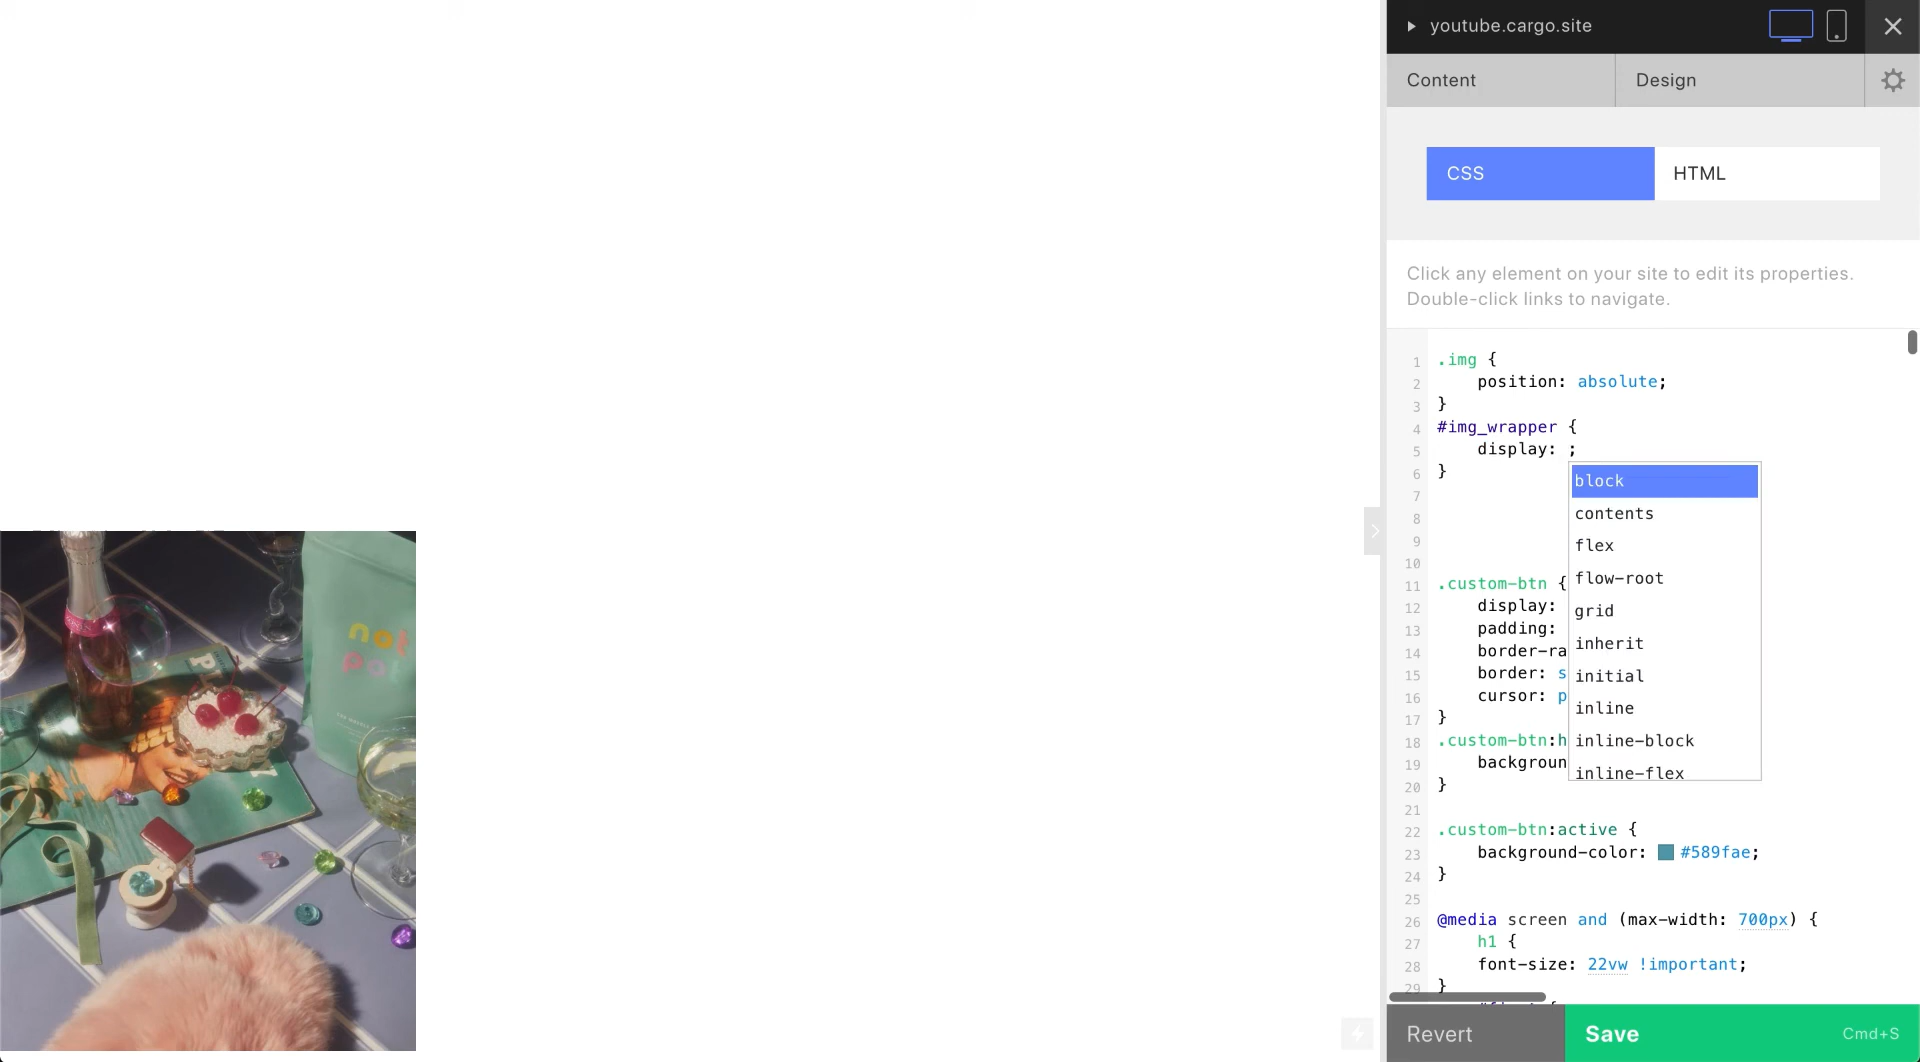 youtube.cargo.site
Content
Design
CSS
HTML
Click any element on your site to edit its properties.
Double-click links to navigate.
1 .img {
2 position: absolute;
3 }
4 #img_wrapper {
5 display: ;
6 }
7
8
9
10
11 .custom-btn {
12 display:
13 padding:
14 border-ra
15 border: s
16 cursor: p
17 }
18 .custom-btn:h
19 backgroun
20 }
21
22 .custom-btn:active {
23 background-color: #589fae;
24 }
25
26 @media screen and (max-width: 700px) {
27 h1 {
28 font-size: 22vw !important;
29 }
block
contents
flex
flow-root
grid
inherit
initial
inline
inline-block
inline-flex
Revert
Save
Cmd+S